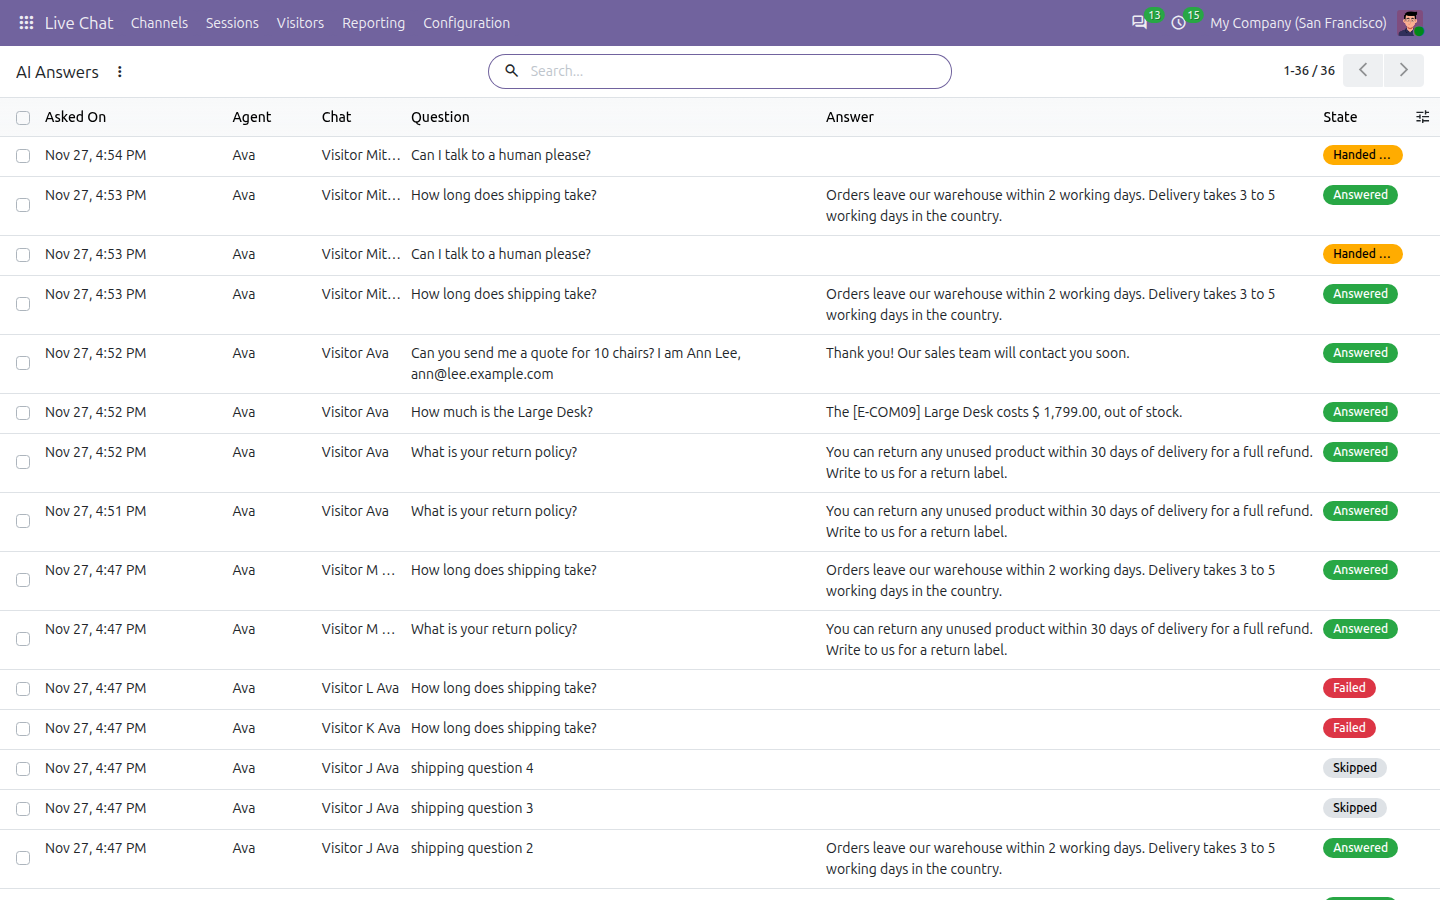 Live Chat Channels Sessions Visitors Reporting Configuration 13 15 My Company (San Francisco)
AI Answers Search... 1-36 / 36
Asked On Agent Chat Question Answer State
Nov 27, 4:54 PM Ava Visitor Mit... Can I talk to a human please? Handed ...
Nov 27, 4:53 PM Ava Visitor Mit... How long does shipping take? Orders leave our warehouse within 2 working days. Delivery takes 3 to 5 Answered
working days in the country.
Nov 27, 4:53 PM Ava Visitor Mit... Can I talk to a human please? Handed ...
Nov 27, 4:53 PM Ava Visitor Mit... How long does shipping take? Orders leave our warehouse within 2 working days. Delivery takes 3 to 5 Answered
working days in the country.
Nov 27, 4:52 PM Ava Visitor Ava Can you send me a quote for 10 chairs? I am Ann Lee, Thank you! Our sales team will contact you soon. Answered
ann@lee.example.com
Nov 27, 4:52 PM Ava Visitor Ava How much is the Large Desk? The [E-COM09] Large Desk costs $ 1,799.00, out of stock. Answered
Nov 27, 4:52 PM Ava Visitor Ava What is your return policy? You can return any unused product within 30 days of delivery for a full refund. Answered
Write to us for a return label.
Nov 27, 4:51 PM Ava Visitor Ava What is your return policy? You can return any unused product within 30 days of delivery for a full refund. Answered
Write to us for a return label.
Nov 27, 4:47 PM Ava Visitor M ... How long does shipping take? Orders leave our warehouse within 2 working days. Delivery takes 3 to 5 Answered
working days in the country.
Nov 27, 4:47 PM Ava Visitor M ... What is your return policy? You can return any unused product within 30 days of delivery for a full refund. Answered
Write to us for a return label.
Nov 27, 4:47 PM Ava Visitor L Ava How long does shipping take? Failed
Nov 27, 4:47 PM Ava Visitor K Ava How long does shipping take? Failed
Nov 27, 4:47 PM Ava Visitor J Ava shipping question 4 Skipped
Nov 27, 4:47 PM Ava Visitor J Ava shipping question 3 Skipped
Nov 27, 4:47 PM Ava Visitor J Ava shipping question 2 Orders leave our warehouse within 2 working days. Delivery takes 3 to 5 Answered
working days in the country.